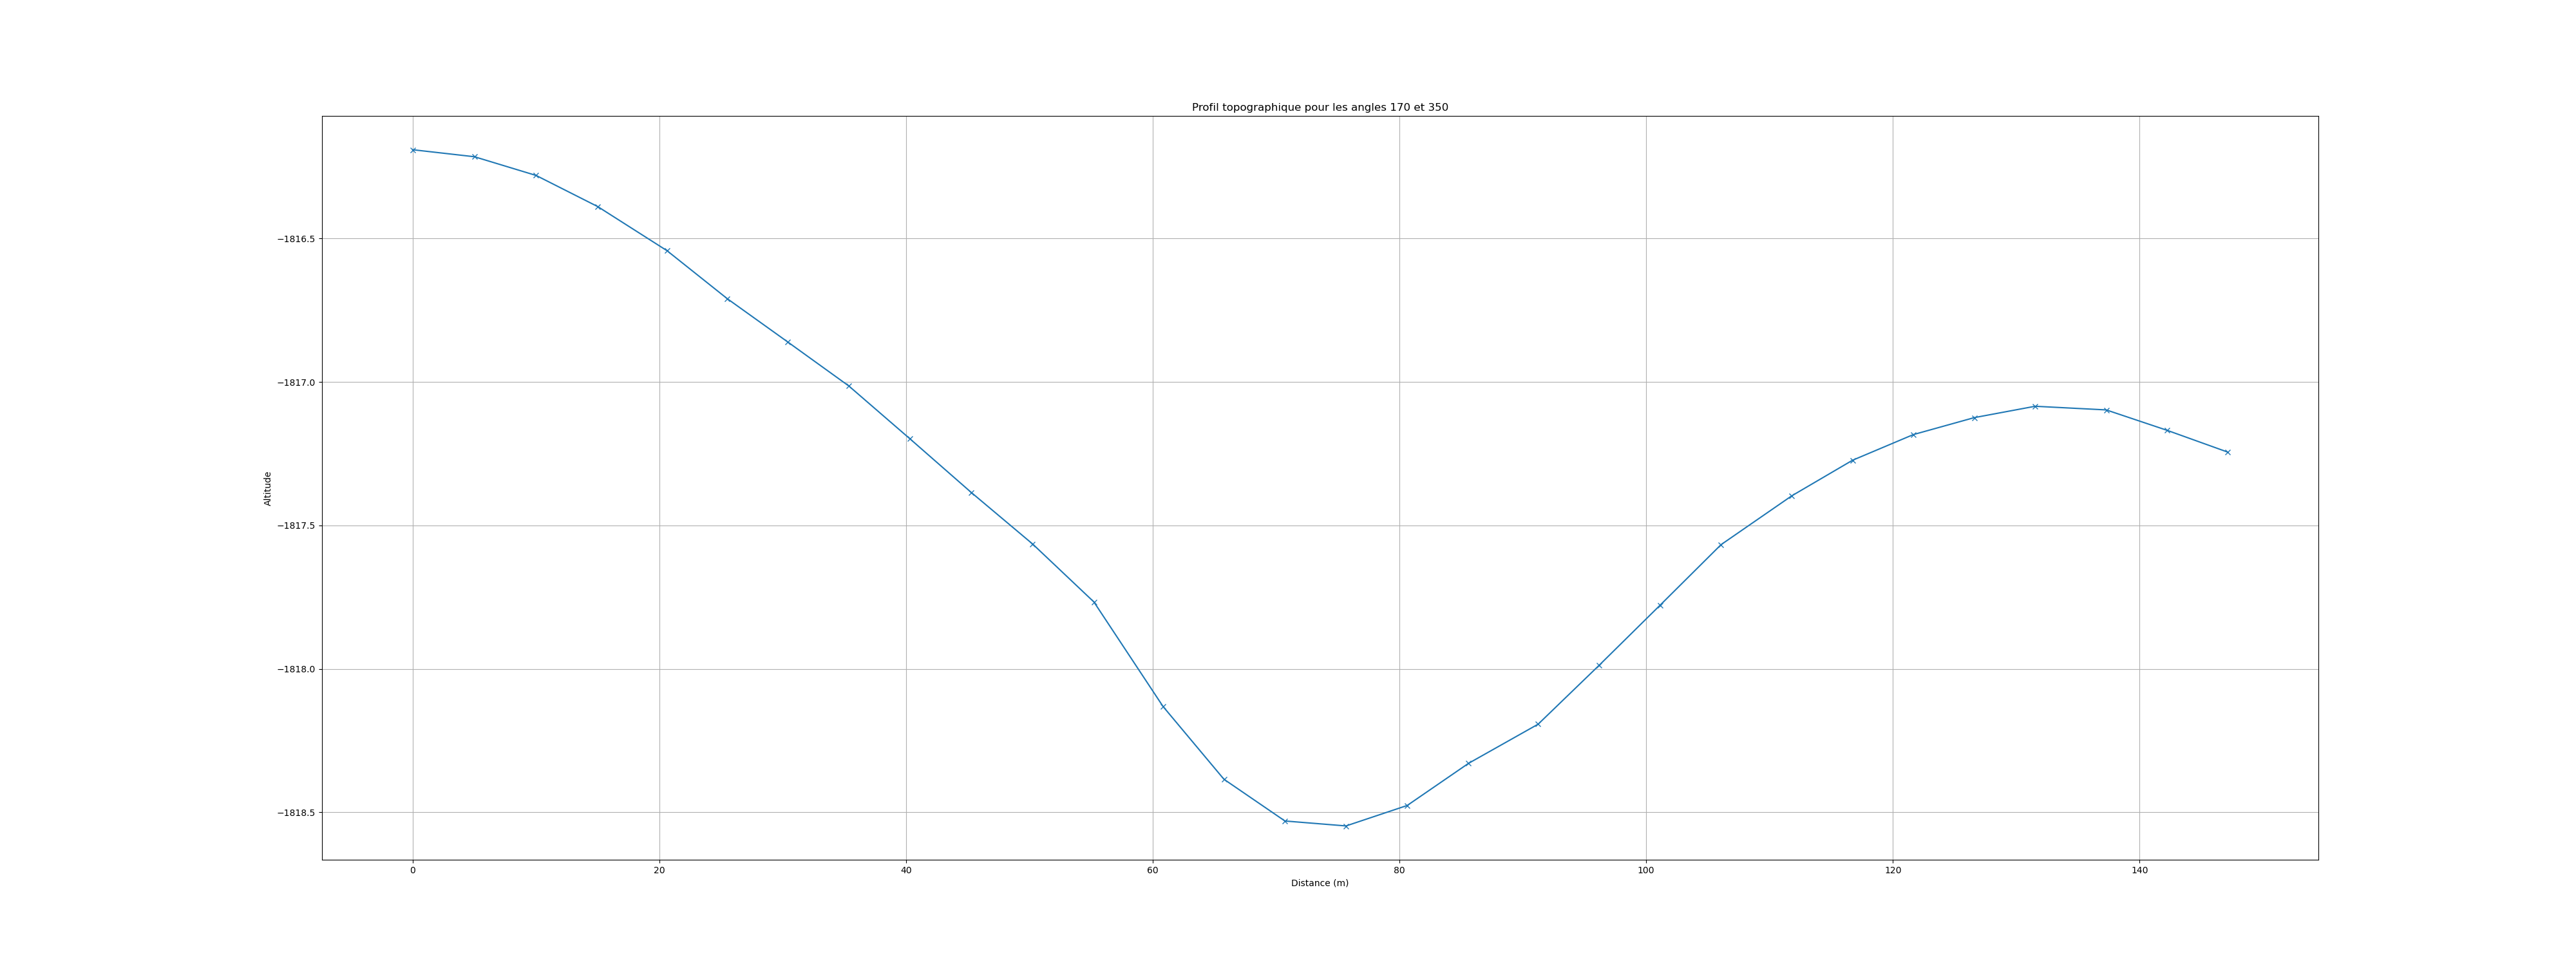 Profil topographique pour les angles 170 et 350
Altitude
−1816.5
−1817.0
−1817.5
−1818.0
−1818.5
0 20 40 60 80 100 120 140
Distance (m)